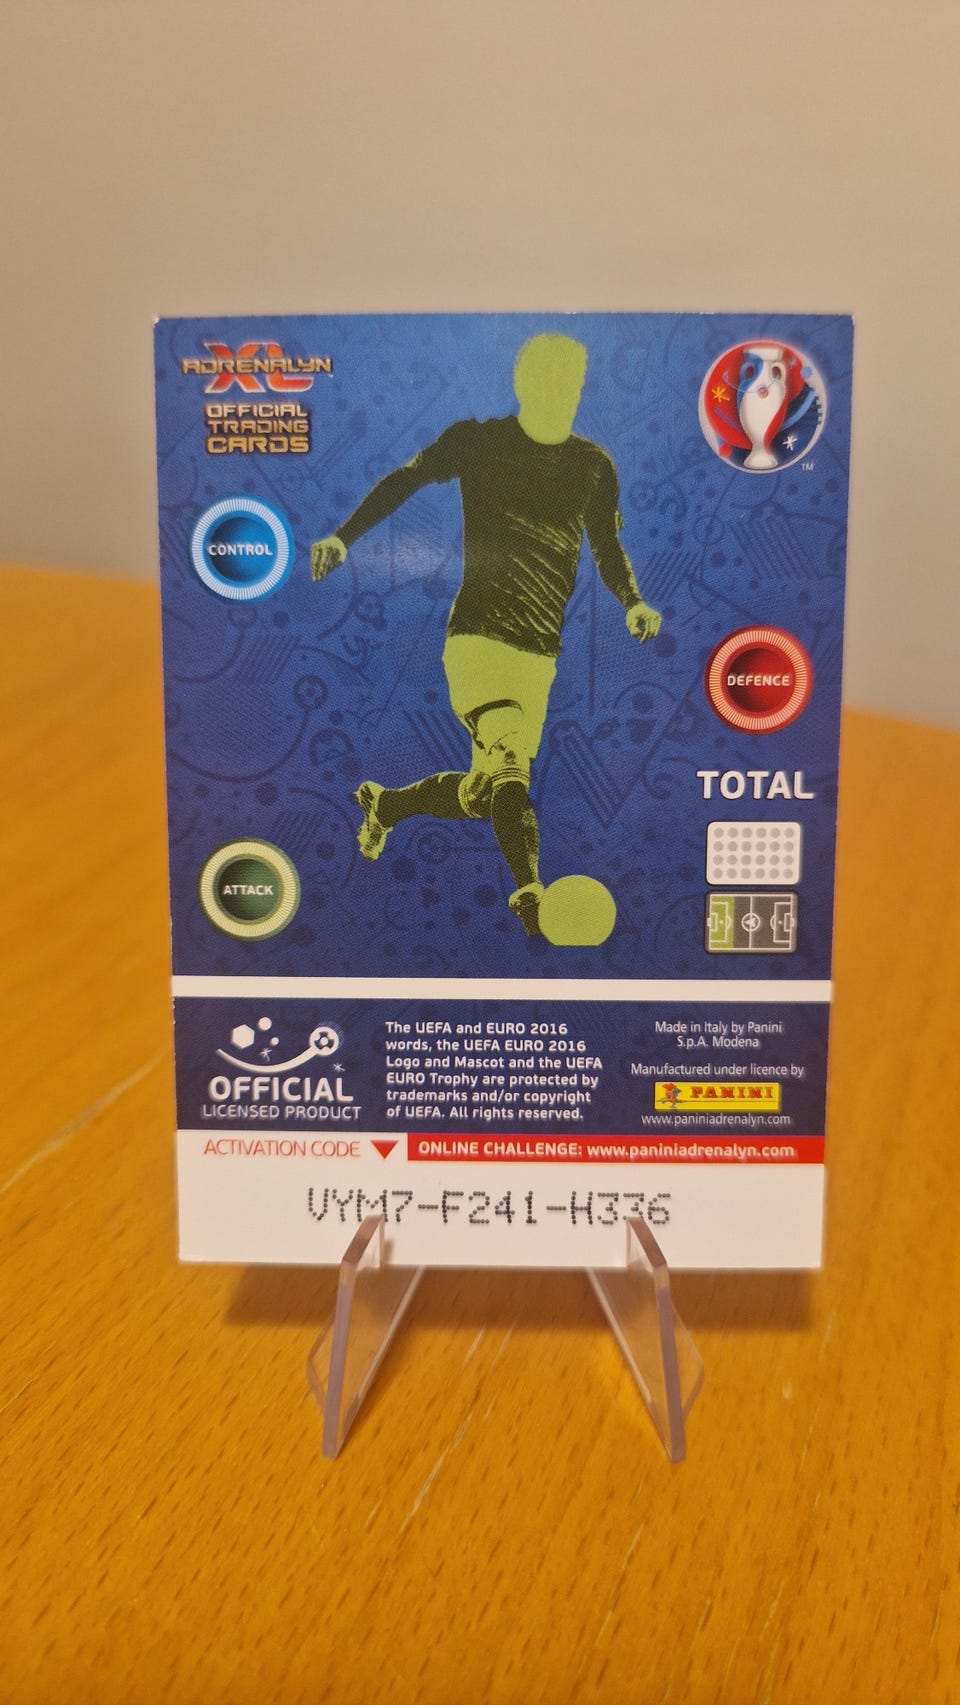 ADRENALYN
XL
OFFICIAL
TRADING
CARDS
TM
CONTROL
DEFENCE
TOTAL
ATTACK
OFFICIAL
LICENSED PRODUCT
The UEFA and EURO 2016
words, the UEFA EURO 2016
Logo and Mascot and the UEFA
EURO Trophy are protected by
trademarks and/or copyright
of UEFA. All rights reserved.
Made in Italy by Panini
S.p.A. Modena
Manufactured under licence by
PANINI
www.paniniadrenalyn.com
ACTIVATION CODE
ONLINE CHALLENGE: www.paniniadrenalyn.com
VYM7-F241-H336